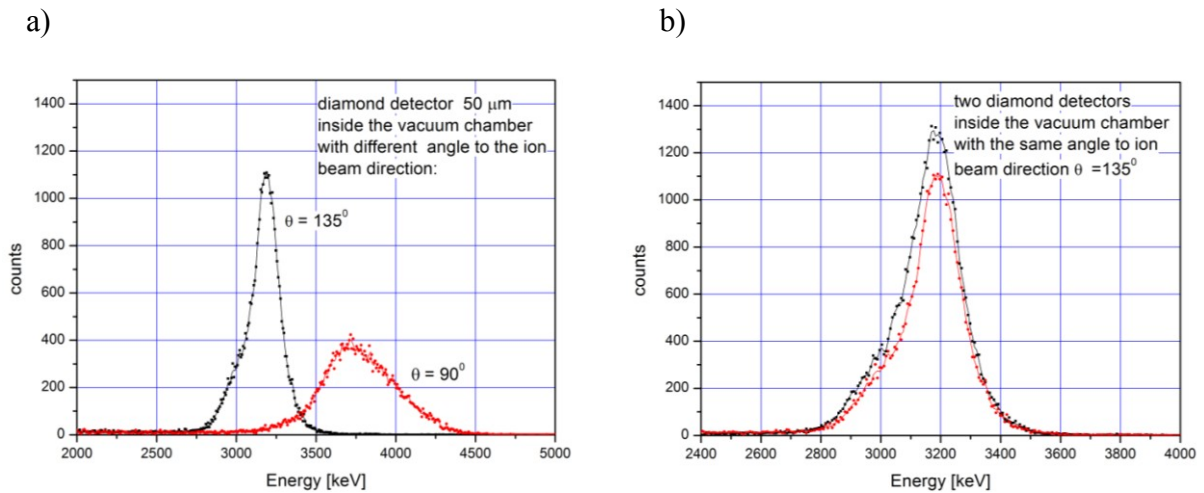 a)
b)
1400
1200
1000
800
600
400
200
0
counts
2000 2500 3000 3500 4000 4500 5000
Energy [keV]
diamond detector 50 μm
inside the vacuum chamber
with different angle to the ion
beam direction:
θ = 135⁰
θ = 90⁰
1400
1200
1000
800
600
400
200
0
counts
2400 2600 2800 3000 3200 3400 3600 3800 4000
Energy [keV]
two diamond detectors
inside the vacuum chamber
with the same angle to ion
beam direction θ =135⁰